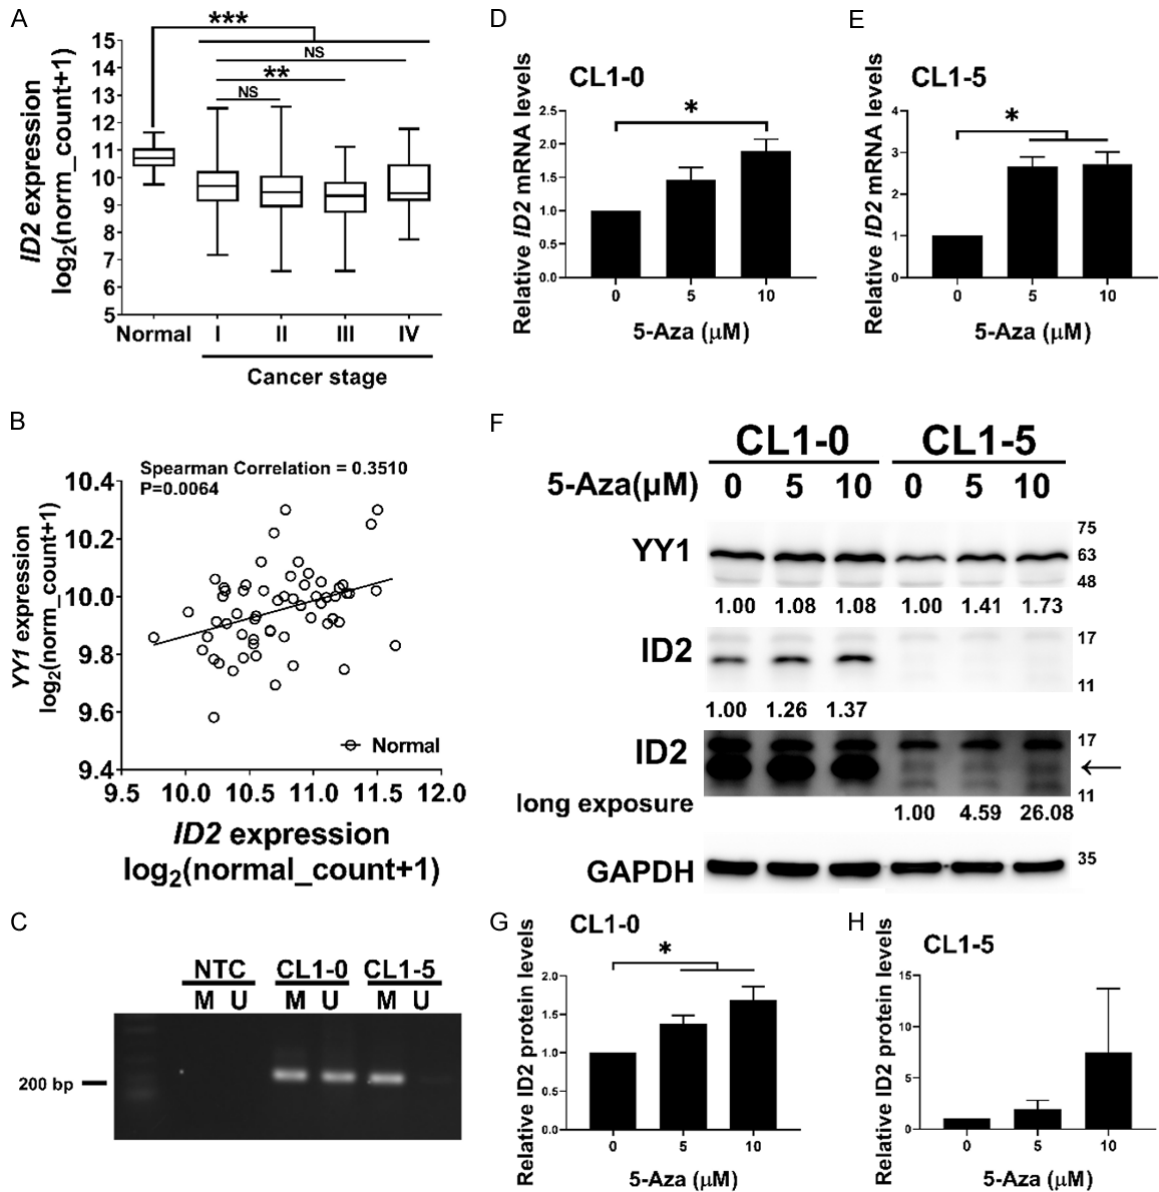 A
***
NS
**
NS
15
14
13
12
11
10
9
8
7
6
5
ID2 expression
log2(norm_count+1)
Normal I II III IV
Cancer stage
B
Spearman Correlation = 0.3510
P=0.0064
10.4
10.2
10.0
9.8
9.6
9.4
YY1 expression
log2(norm_count+1)
Normal
9.5 10.0 10.5 11.0 11.5 12.0
ID2 expression
log2(normal_count+1)
C
NTC CL1-0 CL1-5
M U M U M U
200 bp
D
CL1-0
*
Relative ID2 mRNA levels
2.5
2.0
1.5
1.0
0.5
0.0
0 5 10
5-Aza (μM)
E
CL1-5
*
Relative ID2 mRNA levels
4
3
2
1
0
0 5 10
5-Aza (μM)
F
CL1-0 CL1-5
5-Aza(μM) 0 5 10 0 5 10
YY1
75
63
48
1.00 1.08 1.08 1.00 1.41 1.73
ID2
17
11
1.00 1.26 1.37
ID2
long exposure
17
←
11
1.00 4.59 26.08
GAPDH
35
G
CL1-0
*
Relative ID2 protein levels
2.0
1.5
1.0
0.5
0.0
0 5 10
5-Aza (μM)
H
CL1-5
Relative ID2 protein levels
15
10
5
0
0 5 10
5-Aza (μM)